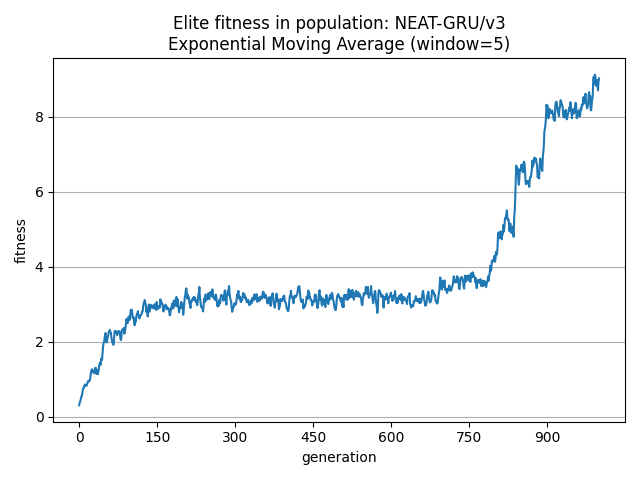 Elite fitness in population: NEAT-GRU/v3
Exponential Moving Average (window=5)
fitness
8
6
4
2
0
0 150 300 450 600 750 900
generation